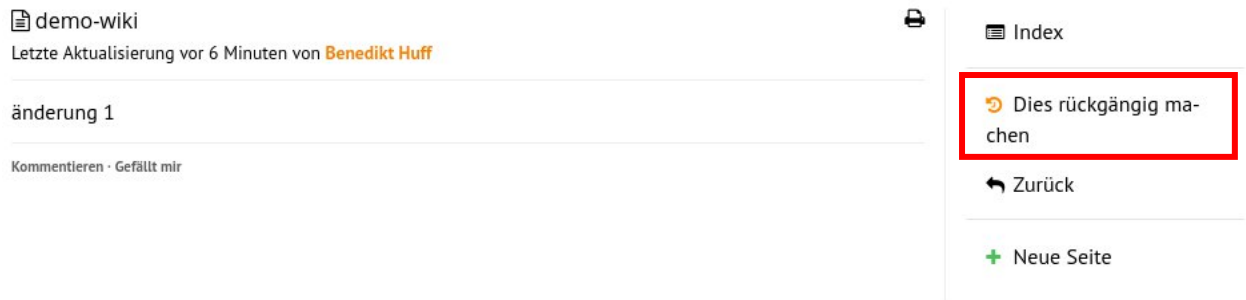 demo-wiki
Letzte Aktualisierung vor 6 Minuten von Benedikt Huff
änderung 1
Kommentieren · Gefällt mir
Index
Dies rückgängig ma-
chen
Zurück
Neue Seite